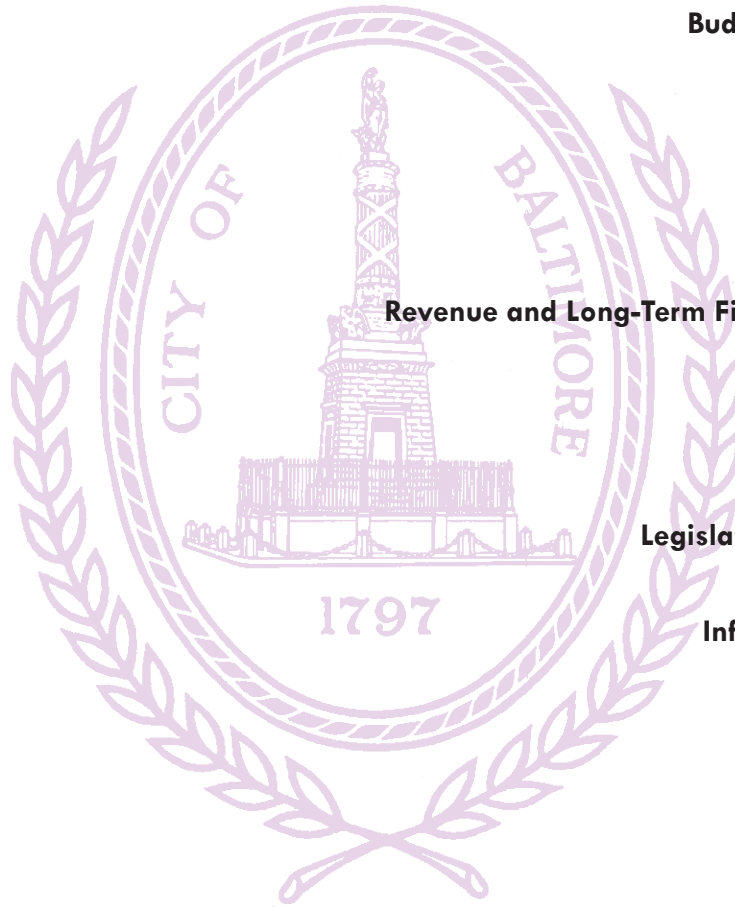 Bud
CITY OF BALTIMORE
Revenue and Long-Term Fi
Legisla
1797
Inf